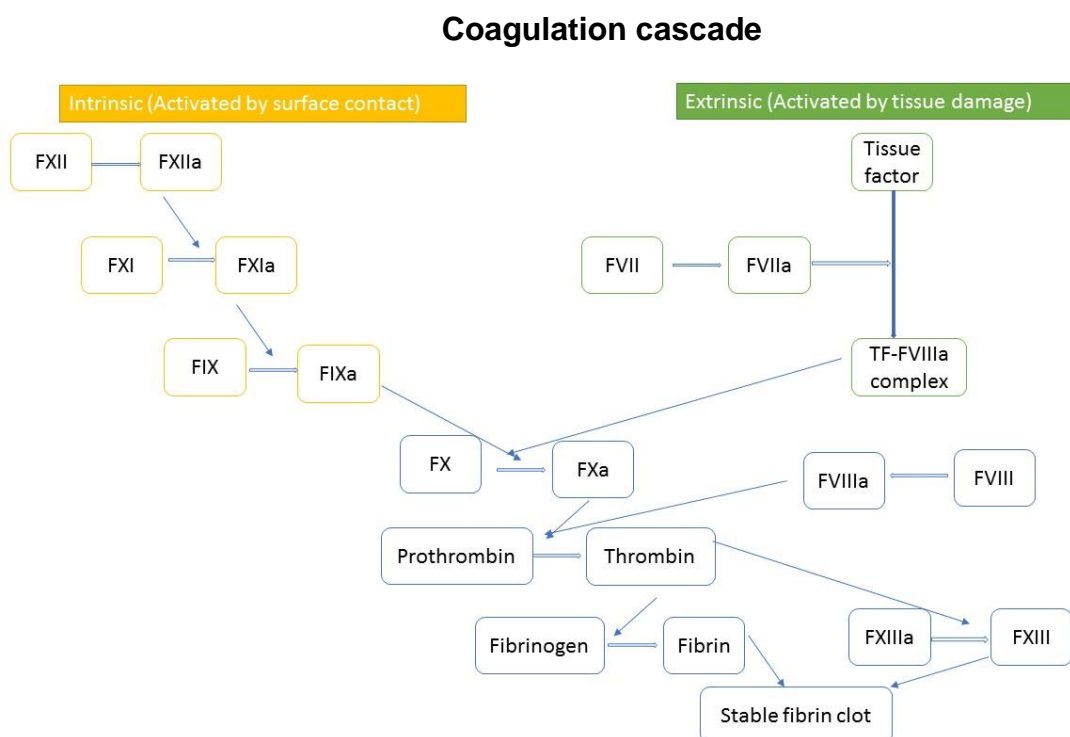 Coagulation cascade
Intrinsic (Activated by surface contact)
Extrinsic (Activated by tissue damage)
FXII
FXIIa
Tissue
factor
FXI
FXIa
FVII
FVIIa
FIX
FIXa
TF-FVIIIa
complex
FX
FXa
FVIIIa
FVIII
Prothrombin
Thrombin
Fibrinogen
Fibrin
FXIIIa
FXIII
Stable fibrin clot